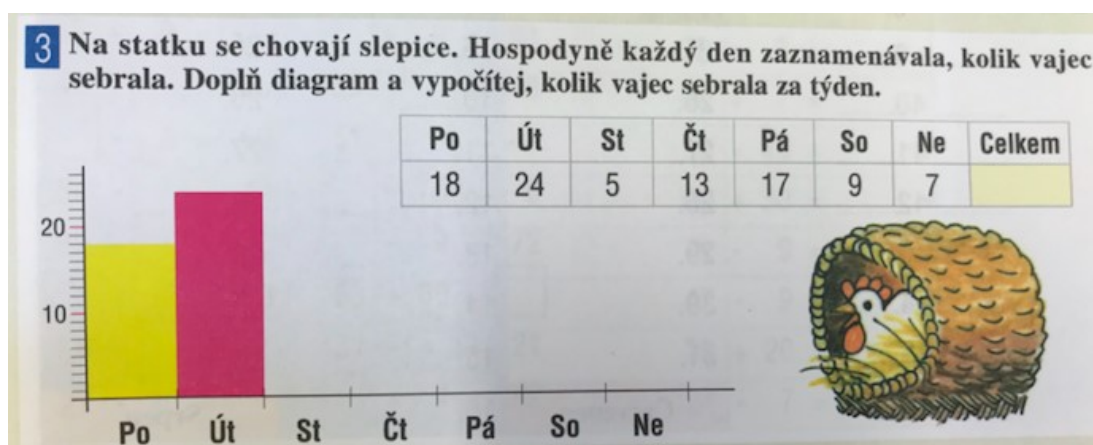 3 Na statku se chovají slepice. Hospodyně každý den zaznamenávala, kolik vajec
sebrala. Doplň diagram a vypočítej, kolik vajec sebrala za týden.
Po Út St Čt Pá So Ne Celkem
18 24 5 13 17 9 7
20
10
Po Út St Čt Pá So Ne